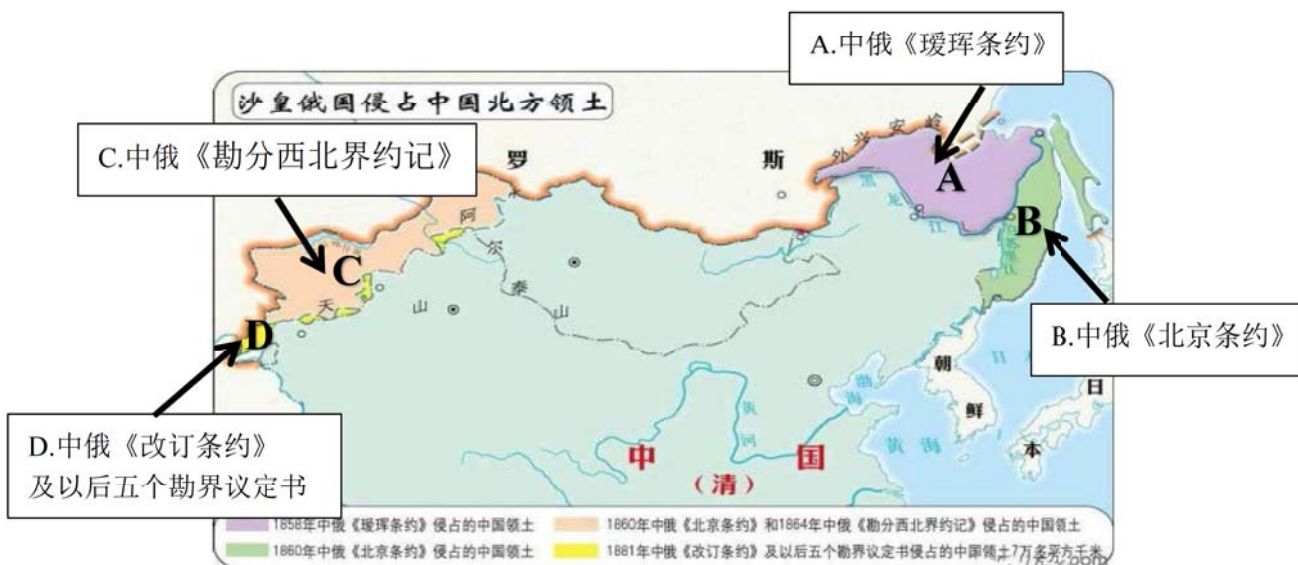 A.中俄《瑷珲条约》
沙皇俄国侵占中国北方领土
C.中俄《勘分西北界约记》
罗
斯
外兴安岭
A
黑龙江
B
阿尔泰山
C
天山
D
B.中俄《北京条约》
朝鲜
日
日本
渤海
黄河
黄海
中国
（清）
D.中俄《改订条约》
及以后五个勘界议定书
1858年中俄《瑷珲条约》侵占的中国领土
1860年中俄《北京条约》和1864年中俄《勘分西北界约记》侵占的中国领土
1860年中俄《北京条约》侵占的中国领土
1881年中俄《改订条约》及以后五个勘界议定书侵占的中国领土7万多平方千米